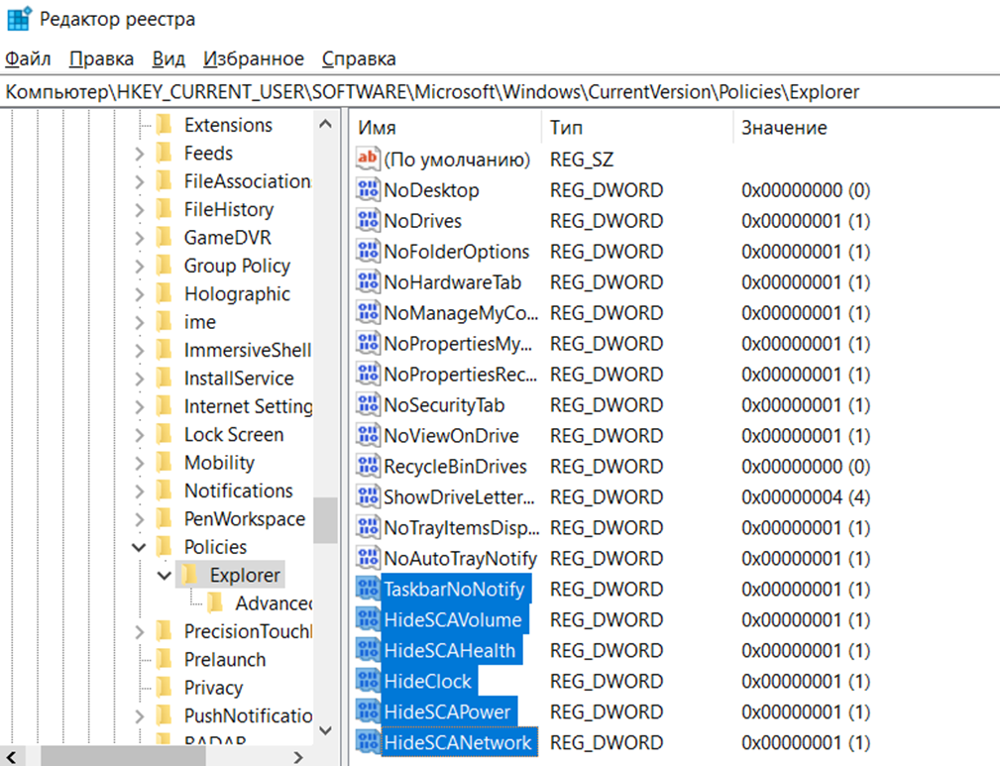 Редактор реестра
Файл Правка Вид Избранное Справка
Компьютер\HKEY_CURRENT_USER\SOFTWARE\Microsoft\Windows\CurrentVersion\Policies\Explorer
Extensions
Feeds
FileAssociation
FileHistory
GameDVR
Group Policy
Holographic
ime
ImmersiveShell
InstallService
Internet Setting
Lock Screen
Mobility
Notifications
PenWorkspace
Policies
Explorer
Advanced
PrecisionTouchl
Prelaunch
Privacy
PushNotificatio
RADAR
Имя Тип Значение
(По умолчанию) REG_SZ
NoDesktop REG_DWORD 0x00000000 (0)
NoDrives REG_DWORD 0x00000001 (1)
NoFolderOptions REG_DWORD 0x00000001 (1)
NoHardwareTab REG_DWORD 0x00000001 (1)
NoManageMyCo... REG_DWORD 0x00000001 (1)
NoPropertiesMy... REG_DWORD 0x00000001 (1)
NoPropertiesRec... REG_DWORD 0x00000001 (1)
NoSecurityTab REG_DWORD 0x00000001 (1)
NoViewOnDrive REG_DWORD 0x00000001 (1)
RecycleBinDrives REG_DWORD 0x00000000 (0)
ShowDriveLetter... REG_DWORD 0x00000004 (4)
NoTrayItemsDisp... REG_DWORD 0x00000001 (1)
NoAutoTrayNotify REG_DWORD 0x00000001 (1)
TaskbarNoNotify REG_DWORD 0x00000001 (1)
HideSCAVolume REG_DWORD 0x00000001 (1)
HideSCAHealth REG_DWORD 0x00000001 (1)
HideClock REG_DWORD 0x00000001 (1)
HideSCAPower REG_DWORD 0x00000001 (1)
HideSCANetwork REG_DWORD 0x00000001 (1)